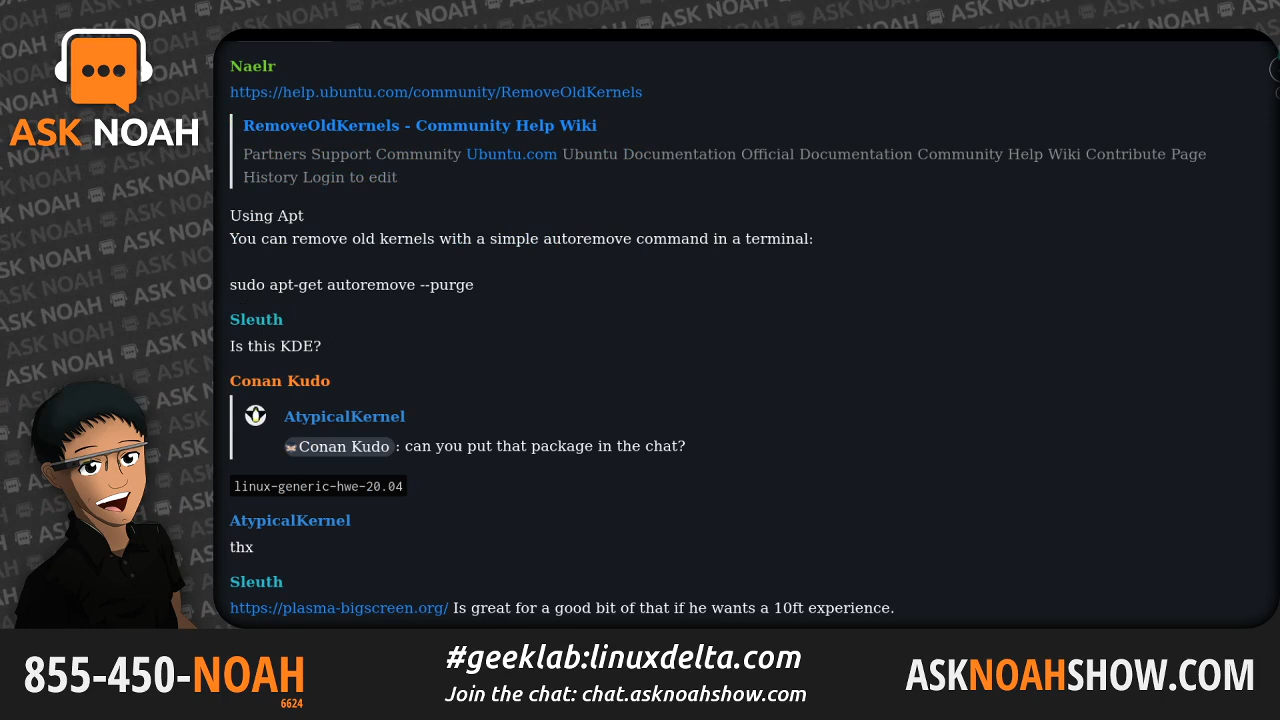 ASK NOAH
Naelr
https://help.ubuntu.com/community/RemoveOldKernels
RemoveOldKernels - Community Help Wiki
Partners Support Community Ubuntu.com Ubuntu Documentation Official Documentation Community Help Wiki Contribute Page
History Login to edit
Using Apt
You can remove old kernels with a simple autoremove command in a terminal:
sudo apt-get autoremove --purge
Sleuth
Is this KDE?
Conan Kudo
AtypicalKernel
Conan Kudo: can you put that package in the chat?
linux-generic-hwe-20.04
AtypicalKernel
thx
Sleuth
https://plasma-bigscreen.org/ Is great for a good bit of that if he wants a 10ft experience.
855-450-NOAH
6624
#geeklab:linuxdelta.com
Join the chat: chat.asknoahshow.com
ASKNOAHSHOW.COM